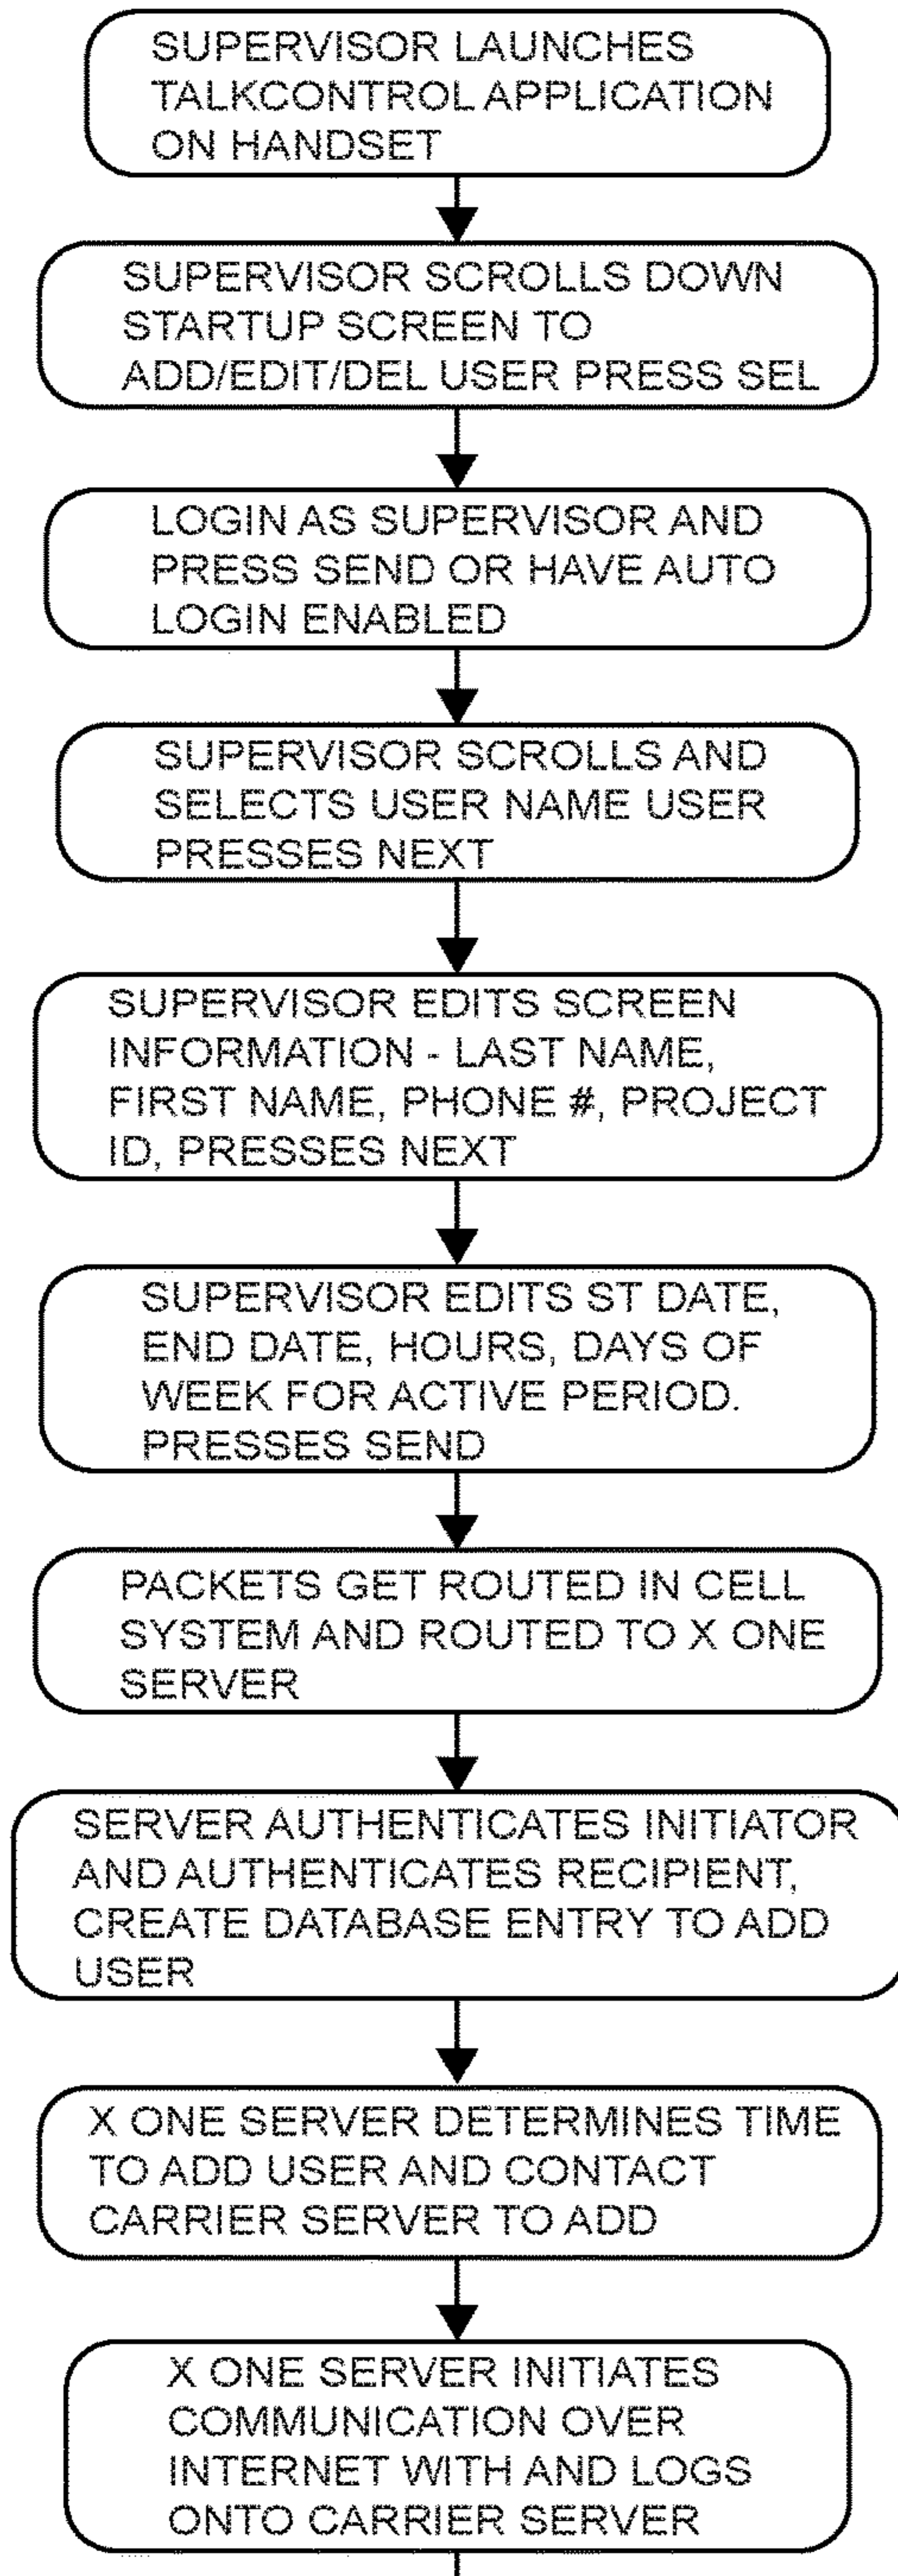 SUPERVISOR LAUNCHES
TALKCONTROL APPLICATION
ON HANDSET
SUPERVISOR SCROLLS DOWN
STARTUP SCREEN TO
ADD/EDIT/DEL USER PRESS SEL
LOGIN AS SUPERVISOR AND
PRESS SEND OR HAVE AUTO
LOGIN ENABLED
SUPERVISOR SCROLLS AND
SELECTS USER NAME USER
PRESSES NEXT
SUPERVISOR EDITS SCREEN
INFORMATION - LAST NAME,
FIRST NAME, PHONE #, PROJECT
ID, PRESSES NEXT
SUPERVISOR EDITS ST DATE,
END DATE, HOURS, DAYS OF
WEEK FOR ACTIVE PERIOD.
PRESSES SEND
PACKETS GET ROUTED IN CELL
SYSTEM AND ROUTED TO X ONE
SERVER
SERVER AUTHENTICATES INITIATOR
AND AUTHENTICATES RECIPIENT,
CREATE DATABASE ENTRY TO ADD
USER
X ONE SERVER DETERMINES TIME
TO ADD USER AND CONTACT
CARRIER SERVER TO ADD
X ONE SERVER INITIATES
COMMUNICATION OVER
INTERNET WITH AND LOGS
ONTO CARRIER SERVER